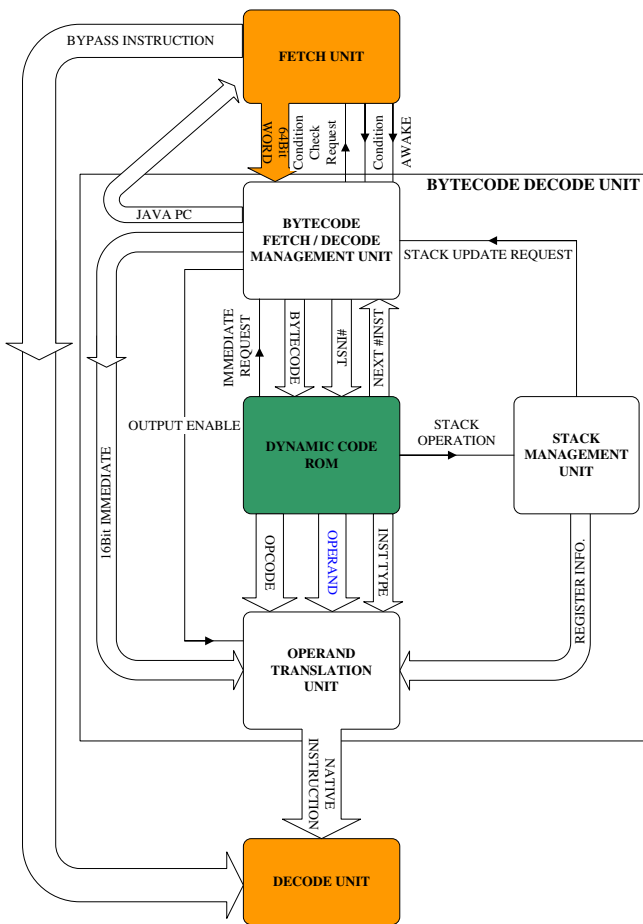 BYPASS INSTRUCTION
FETCH UNIT
64Bit
WORD
Condition
Check
Request
Condition
AWAKE
BYTECODE DECODE UNIT
JAVA PC
BYTECODE
FETCH / DECODE
MANAGEMENT UNIT
STACK UPDATE REQUEST
IMMEDIATE
REQUEST
BYTECODE
#INST
NEXT #INST
OUTPUT ENABLE
DYNAMIC CODE
ROM
STACK
OPERATION
STACK
MANAGEMENT
UNIT
16Bit IMMEDIATE
OPCODE
OPERAND
INST TYPE
REGISTER INFO.
OPERAND
TRANSLATION
UNIT
NATIVE
INSTRUCTION
DECODE UNIT